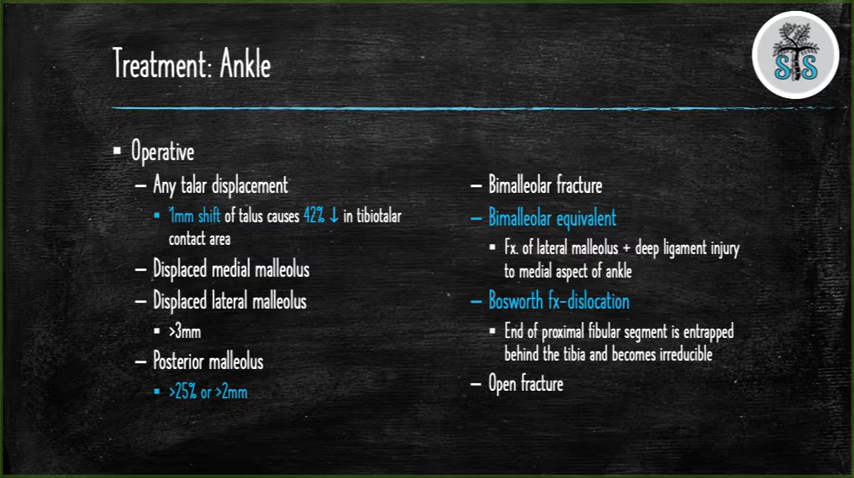 Treatment: Ankle
STS
▪ Operative
– Any talar displacement
▪ 1mm shift of talus causes 42% ↓ in tibiotalar
contact area
– Displaced medial malleolus
– Displaced lateral malleolus
▪ >3mm
– Posterior malleolus
▪ >25% or >2mm
– Bimalleolar fracture
– Bimalleolar equivalent
▪ Fx. of lateral malleolus + deep ligament injury
to medial aspect of ankle
– Bosworth fx-dislocation
▪ End of proximal fibular segment is entrapped
behind the tibia and becomes irreducible
– Open fracture